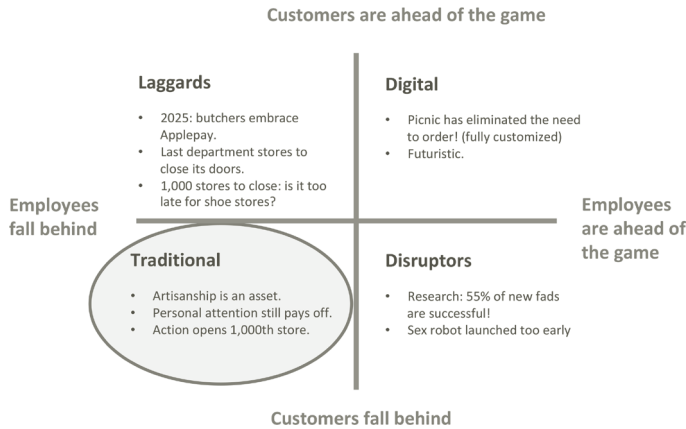 Customers are ahead of the game
Laggards
• 2025: butchers embrace
Applepay.
• Last department stores to
close its doors.
• 1,000 stores to close: is it too
late for shoe stores?
Digital
• Picnic has eliminated the need
to order! (fully customized)
• Futuristic.
Employees
fall behind
Employees
are ahead of
the game
Traditional
• Artisanship is an asset.
• Personal attention still pays off.
• Action opens 1,000th store.
Disruptors
• Research: 55% of new fads
are successful!
• Sex robot launched too early
Customers fall behind